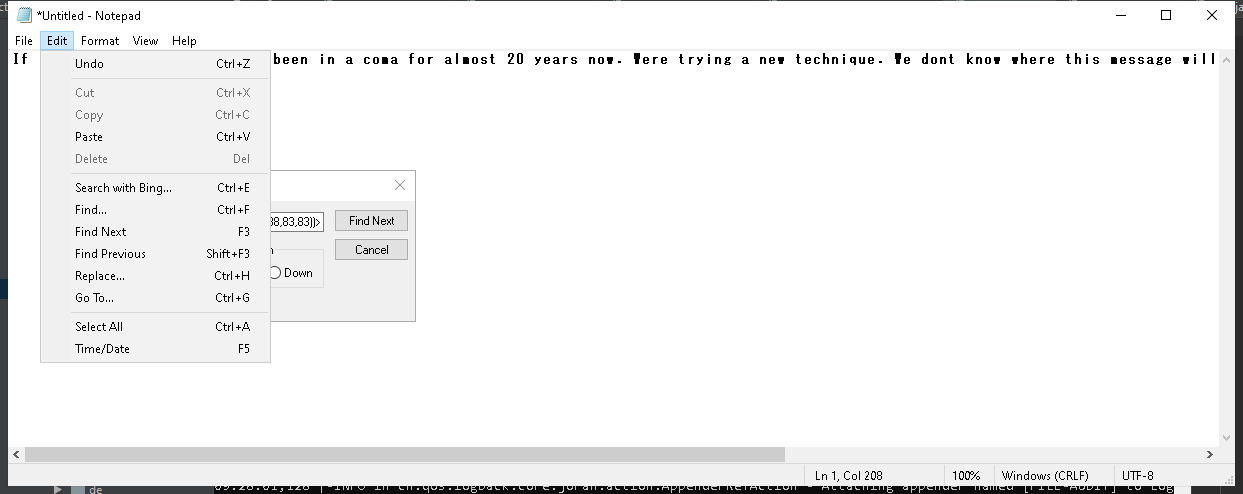 *Untitled - Notepad
File Edit Format View Help
If been in a coma for almost 20 years now. Were trying a new technique. We dont know where this message will
Undo Ctrl+Z
Cut Ctrl+X
Copy Ctrl+C
Paste Ctrl+V
Delete Del
Search with Bing... Ctrl+E
Find... Ctrl+F
Find Next F3
Find Previous Shift+F3
Replace... Ctrl+H
Go To... Ctrl+G
Select All Ctrl+A
Time/Date F5
38,83,83))> Find Next
Cancel
Down
Ln 1, Col 208 100% Windows (CRLF) UTF-8
de 09:28:01,128 |-INFO in ch.qos.logback.core.joran.action.AppenderRefAction - Attaching appender named [FILE-AUDIT] to Log